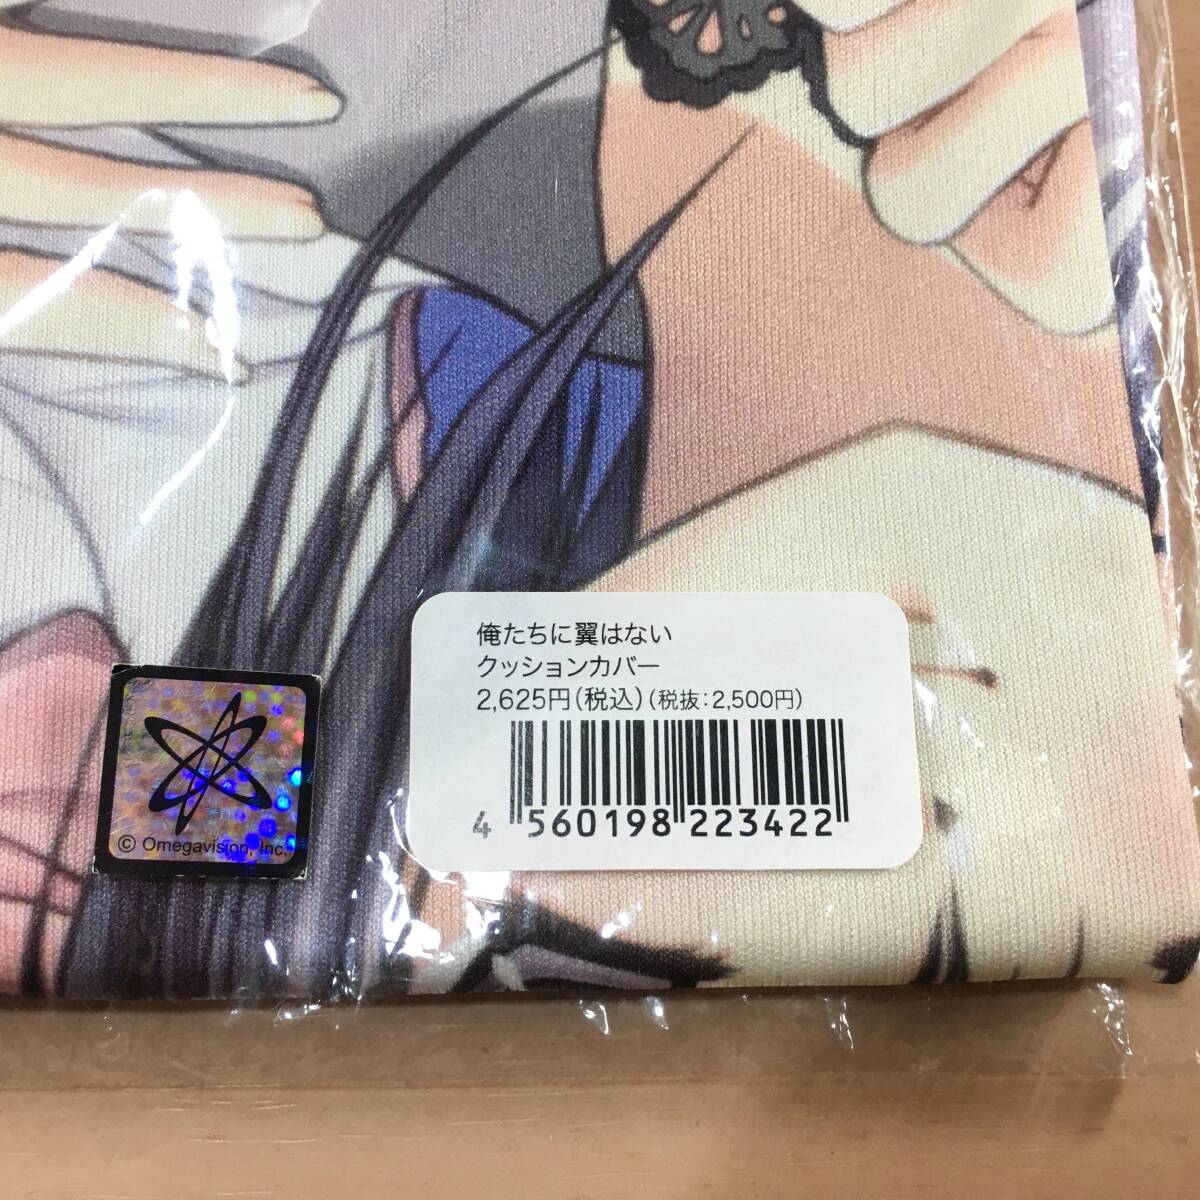 俺たちに翼はない
クッションカバー
2,625円(税込)(税抜:2,500円)
4 560198 223422
© Omegavision, Inc.